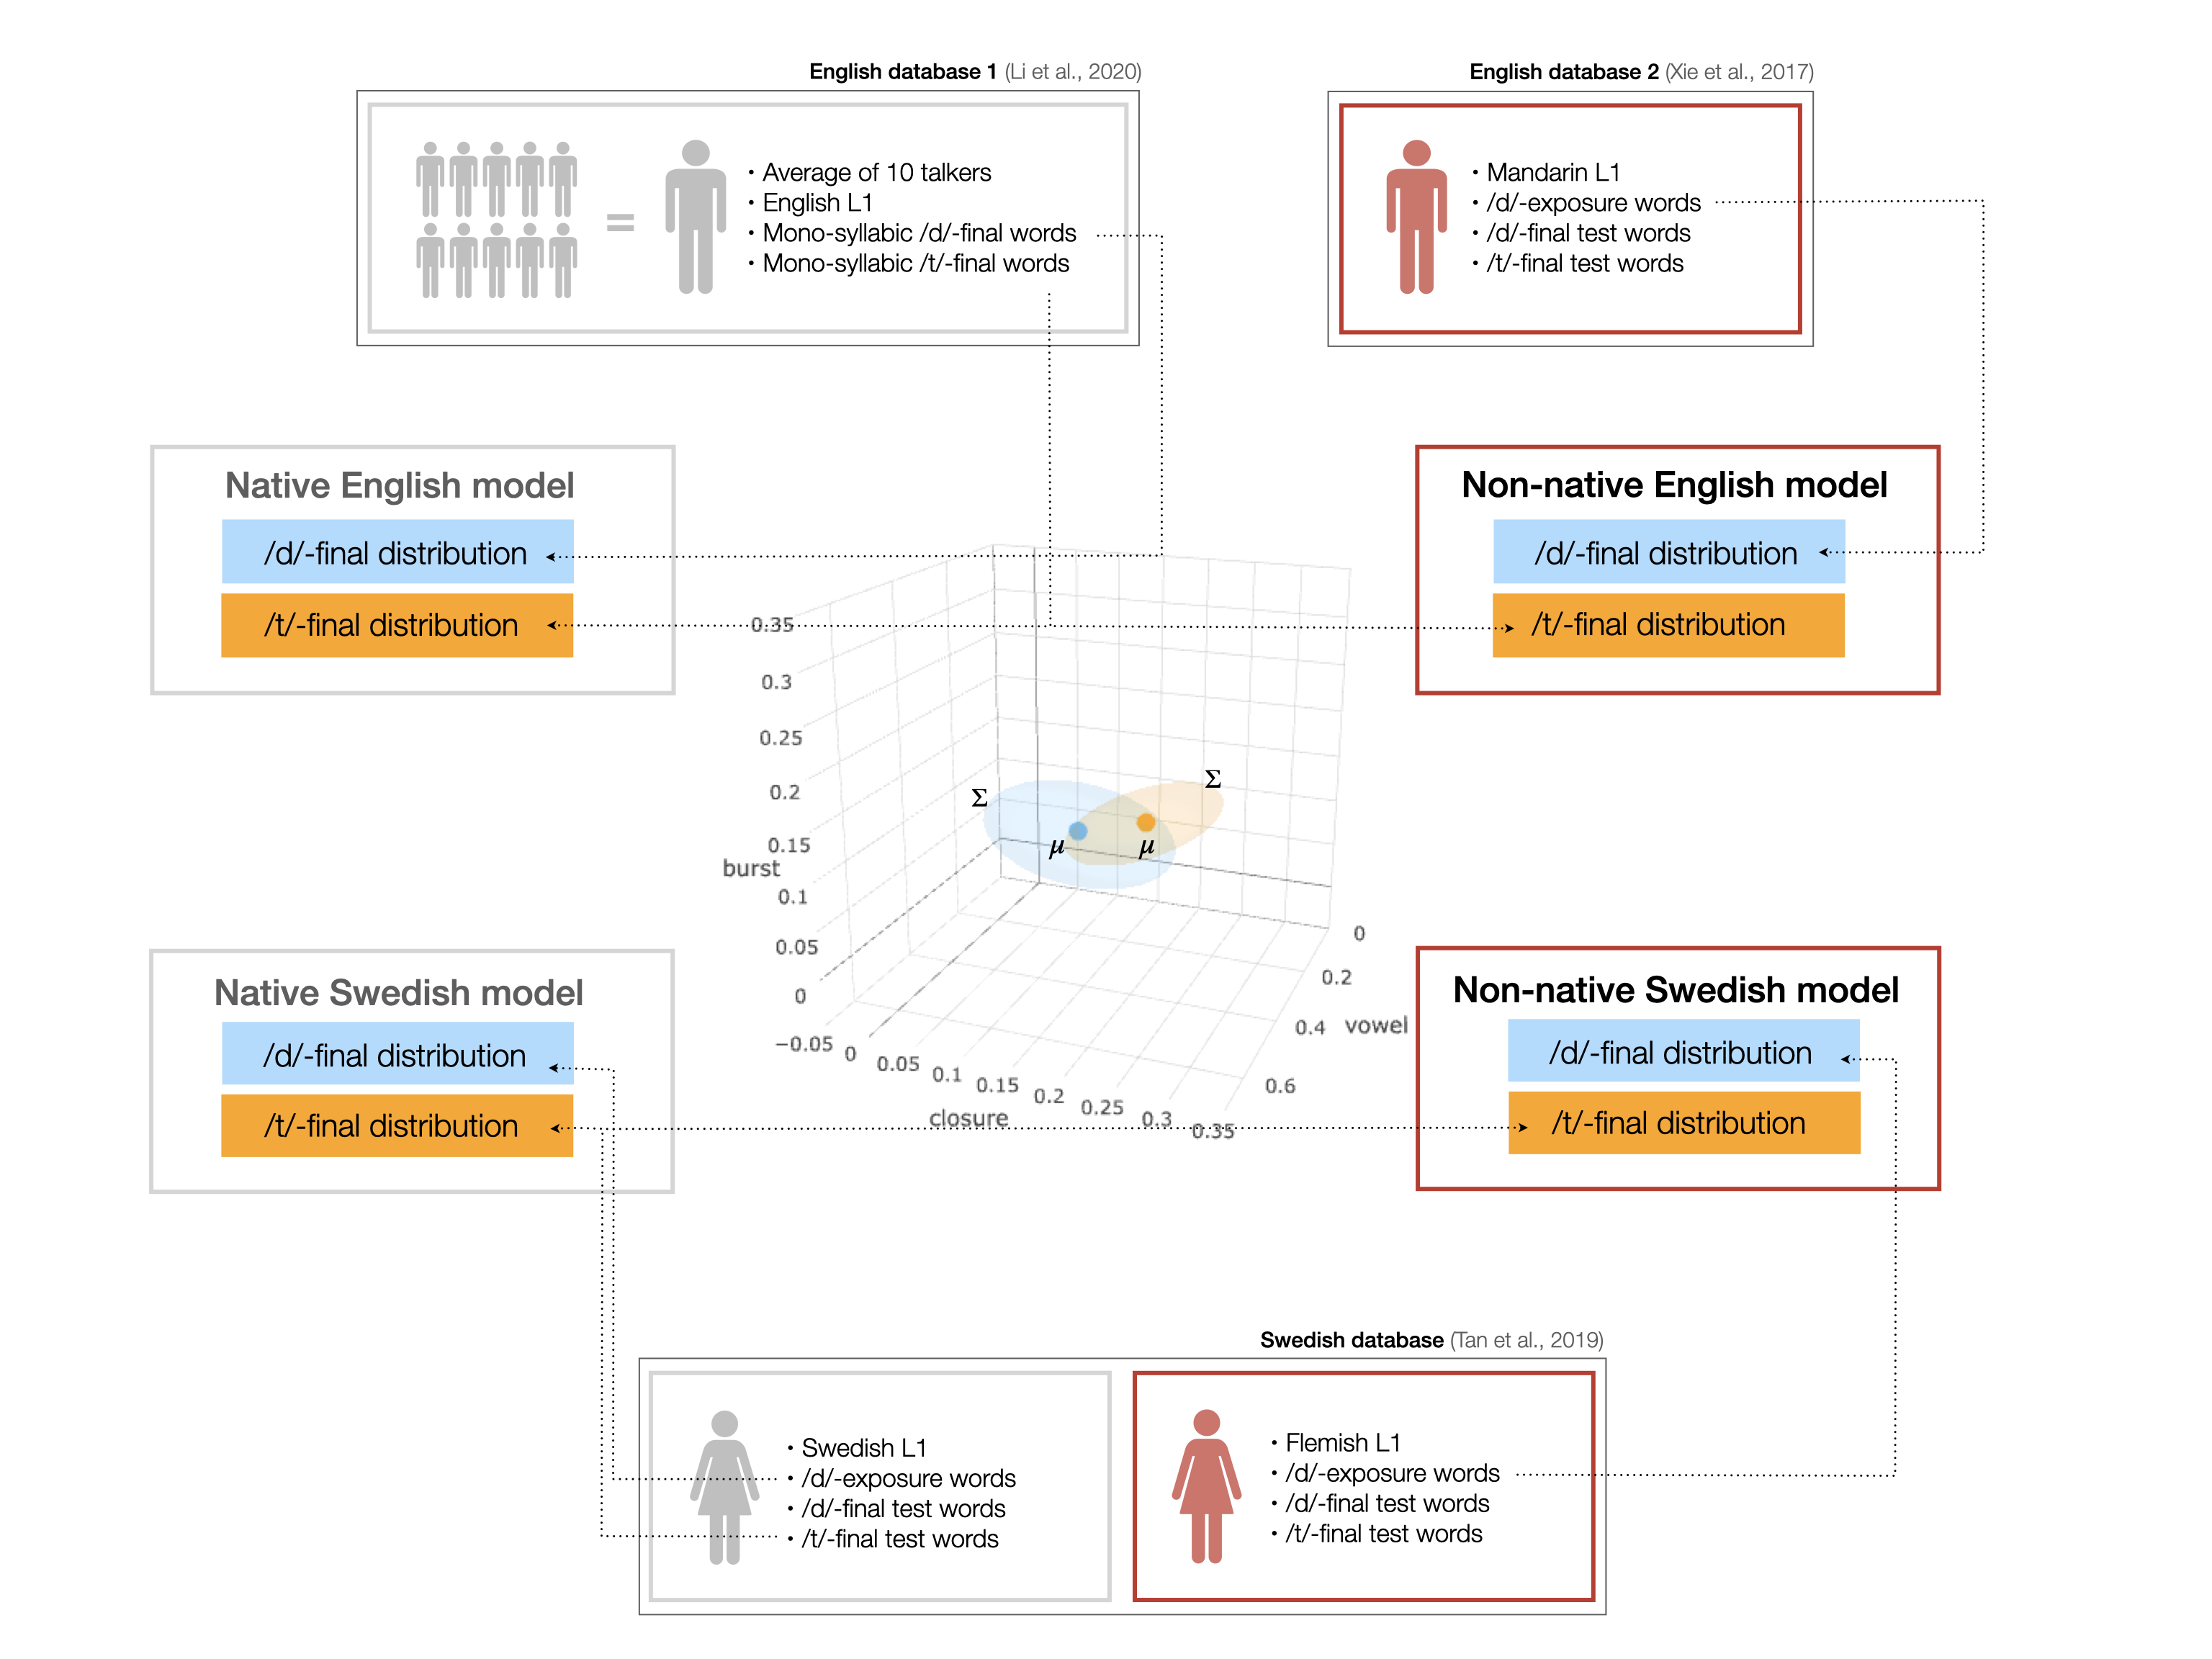 English database 1 (Li et al., 2020)
• Average of 10 talkers
• English L1
• Mono-syllabic /d/-final words
• Mono-syllabic /t/-final words
=
English database 2 (Xie et al., 2017)
• Mandarin L1
• /d/-exposure words
• /d/-final test words
• /t/-final test words
Native English model
/d/-final distribution
/t/-final distribution
Non-native English model
/d/-final distribution
/t/-final distribution
0.35
0.3
0.25
0.2
0.15
burst
0.1
0.05
0
−0.05
Σ
Σ
μ
μ
0
0.05
0.1
0.15
0.2
0.25
0.3
0.35
closure
0
0.2
0.4
vowel
0.6
Native Swedish model
/d/-final distribution
/t/-final distribution
Non-native Swedish model
/d/-final distribution
/t/-final distribution
Swedish database (Tan et al., 2019)
• Swedish L1
• /d/-exposure words
• /d/-final test words
• /t/-final test words
• Flemish L1
• /d/-exposure words
• /d/-final test words
• /t/-final test words